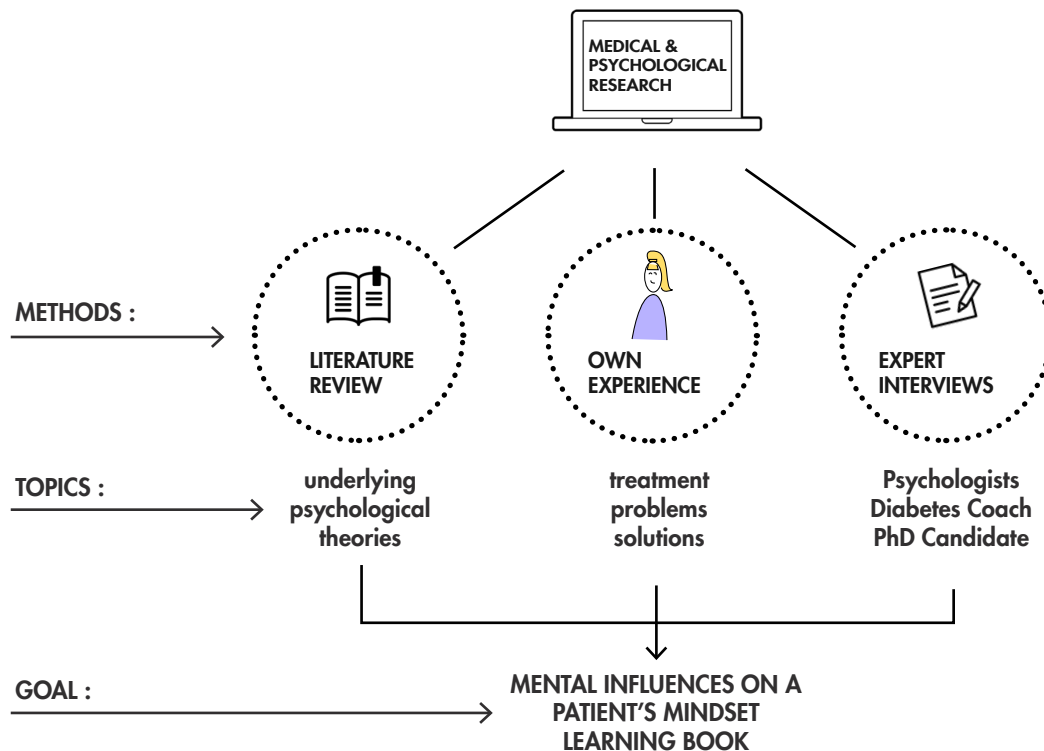 MEDICAL &
PSYCHOLOGICAL
RESEARCH
METHODS :
LITERATURE
REVIEW
OWN
EXPERIENCE
EXPERT
INTERVIEWS
TOPICS :
underlying
psychological
theories
treatment
problems
solutions
Psychologists
Diabetes Coach
PhD Candidate
GOAL :
MENTAL INFLUENCES ON A
PATIENT'S MINDSET
LEARNING BOOK